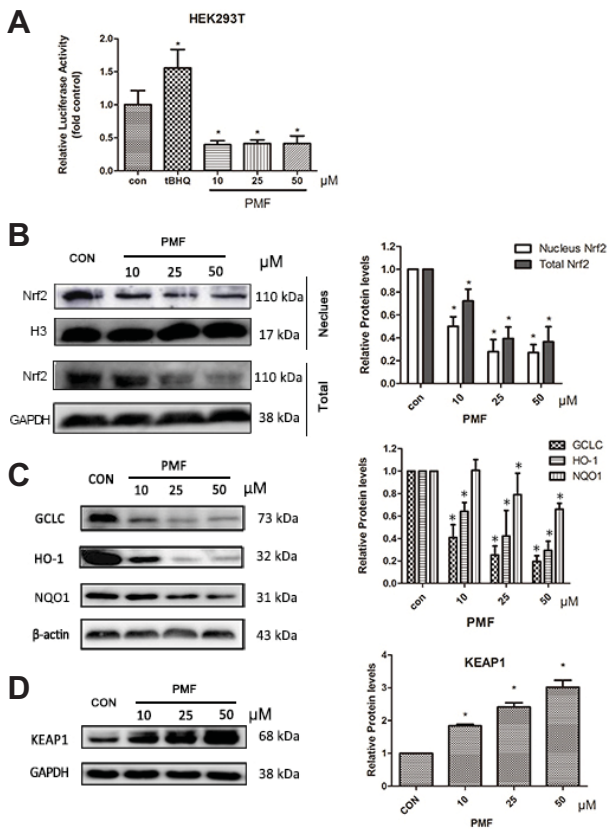 A
HEK293T
Relative Luciferase Activity
(fold control)
2.0
1.5
1.0
0.5
0.0
*
* * *
con tBHQ 10 25 50 μM
PMF
B
CON
PMF
10 25 50 μM
Nrf2 110 kDa
H3 17 kDa
Neclues
Nrf2 110 kDa
GAPDH 38 kDa
Total
Nucleus Nrf2
Total Nrf2
Relative Protein levels
1.2
1.0
0.8
0.6
0.4
0.2
0.0
* * * * * *
con 10 25 50 μM
PMF
C
CON
PMF
10 25 50 μM
GCLC 73 kDa
HO-1 32 kDa
NQO1 31 kDa
β-actin 43 kDa
GCLC
HO-1
NQO1
Relative Protein levels
1.2
1.0
0.8
0.6
0.4
0.2
0.0
* * * * * * * *
con 10 25 50 μM
PMF
D
CON
PMF
10 25 50 μM
KEAP1 68 kDa
GAPDH 38 kDa
KEAP1
Relative Protein levels
4
3
2
1
0
* * *
CON 10 25 50 μM
PMF